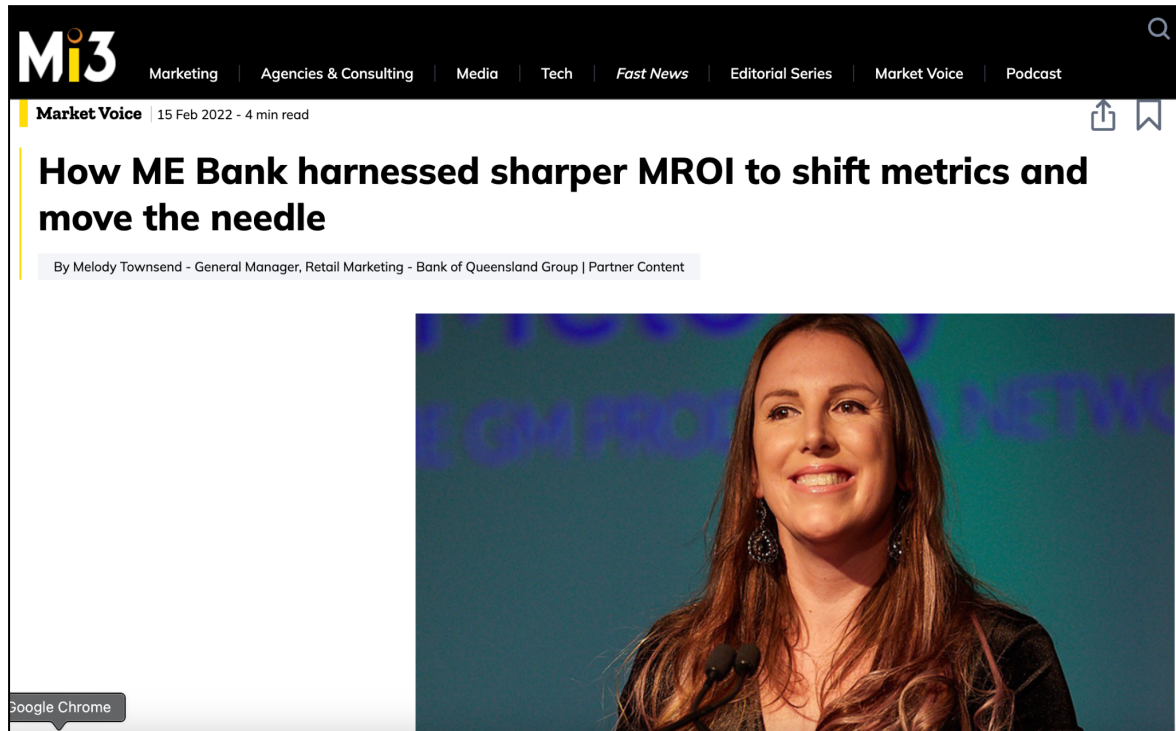 Mi3
Marketing
Agencies & Consulting
Media
Tech
Fast News
Editorial Series
Market Voice
Podcast
Market Voice
15 Feb 2022 - 4 min read
How ME Bank harnessed sharper MROI to shift metrics and
move the needle
By Melody Townsend - General Manager, Retail Marketing - Bank of Queensland Group | Partner Content
GM
Google Chrome